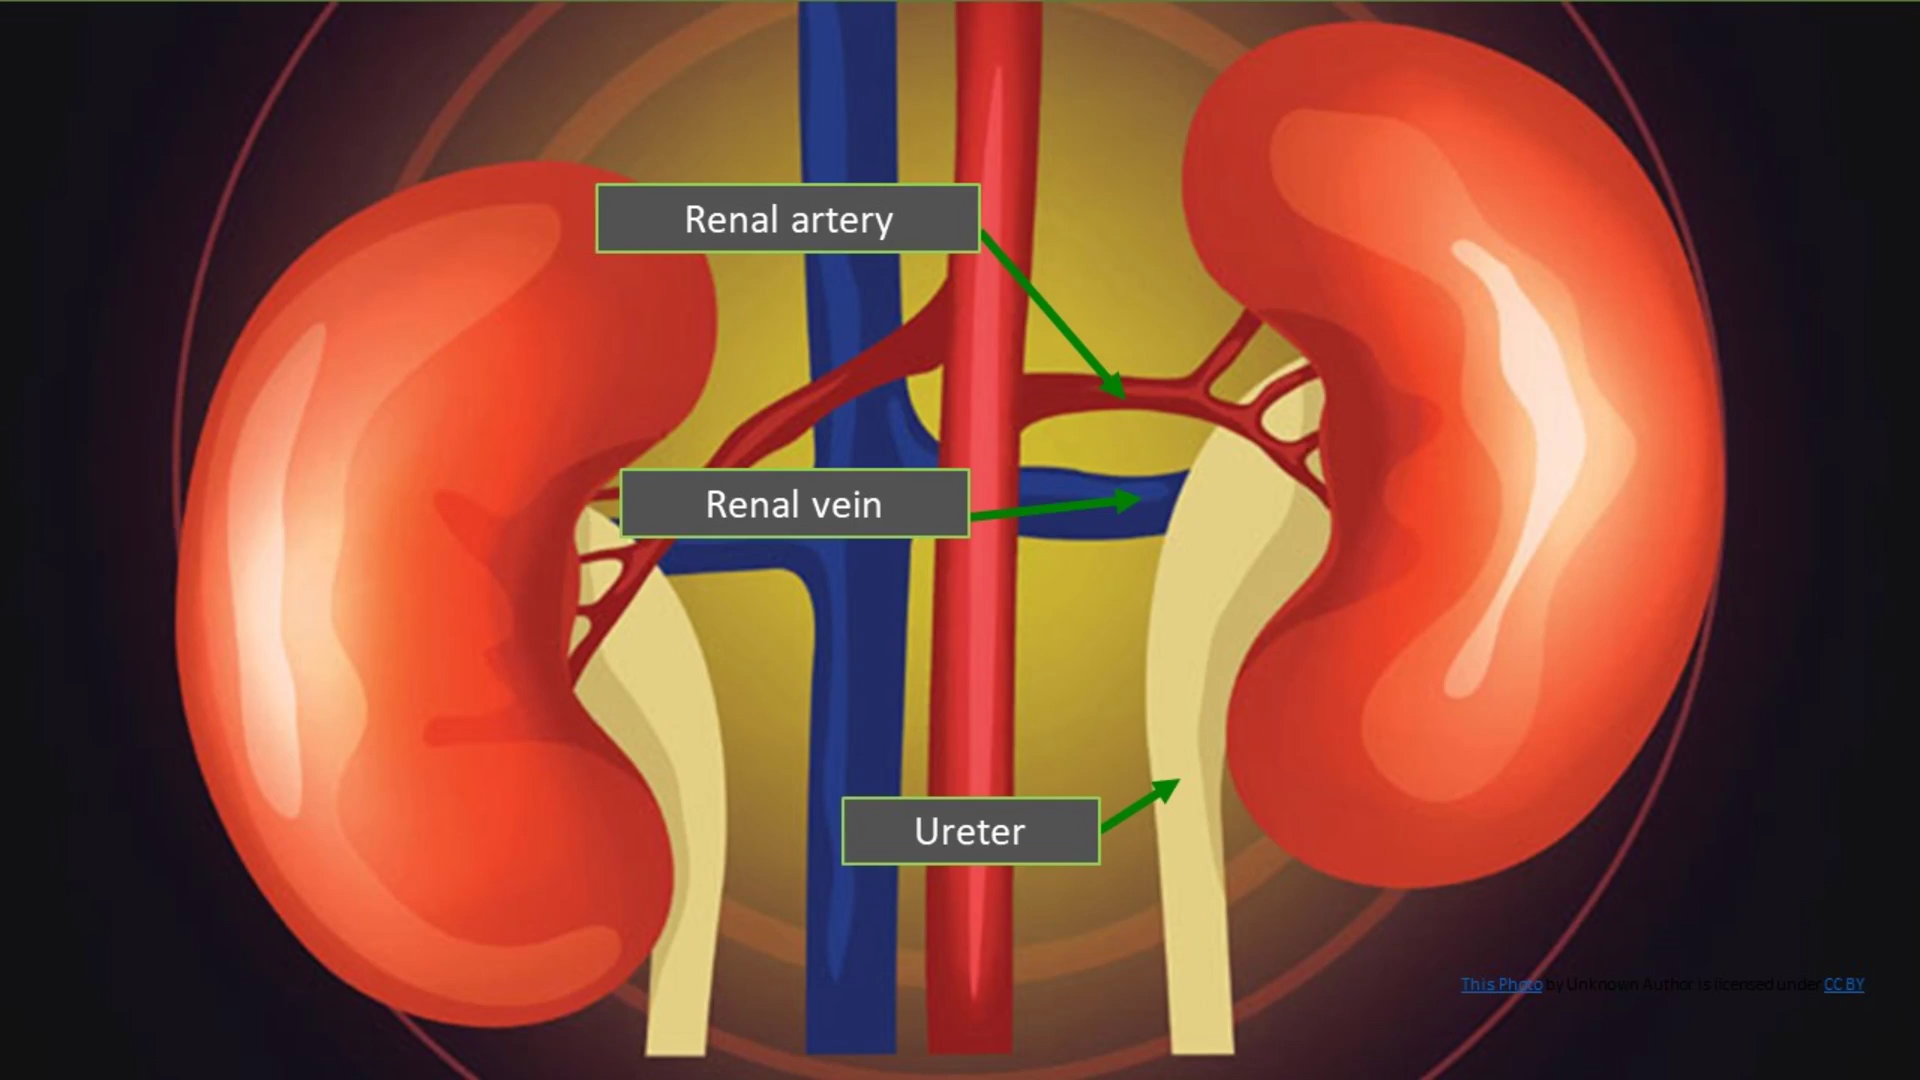 Renal artery
Renal vein
Ureter
This Photo by Unknown Author is licensed under CC BY